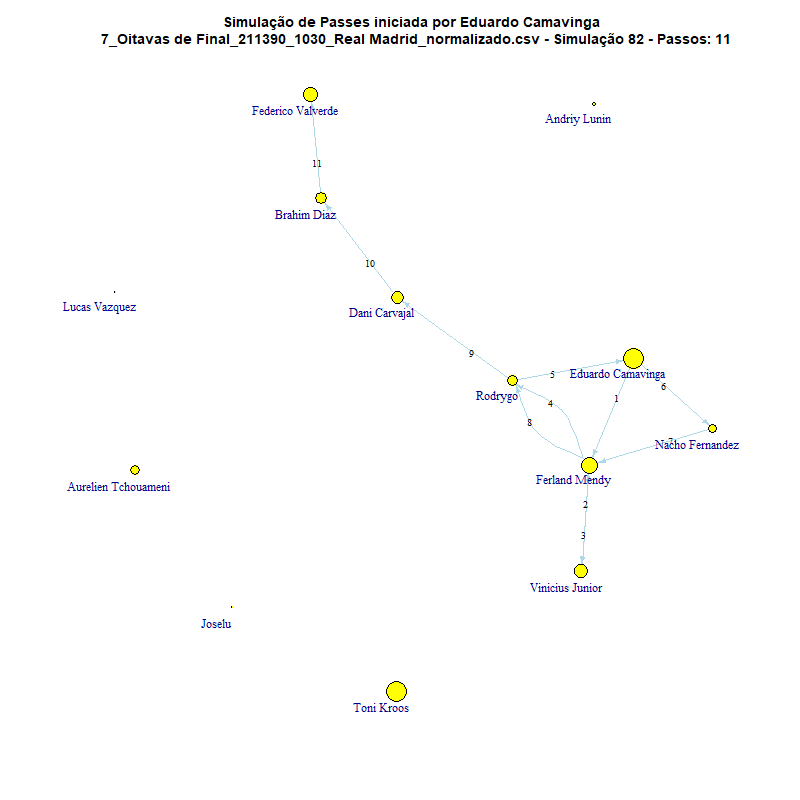 Simulação de Passes iniciada por Eduardo Camavinga
7_Oitavas de Final_211390_1030_Real Madrid_normalizado.csv - Simulação 82 - Passos: 11
Federico Valverde
Andriy Lunin
11
Brahim Diaz
10
Lucas Vazquez
Dani Carvajal
9
5
Eduardo Camavinga
6
Rodrygo
4
1
8
7
Nacho Fernandez
Ferland Mendy
Aurelien Tchouameni
2
3
Vinicius Junior
Joselu
Toni Kroos